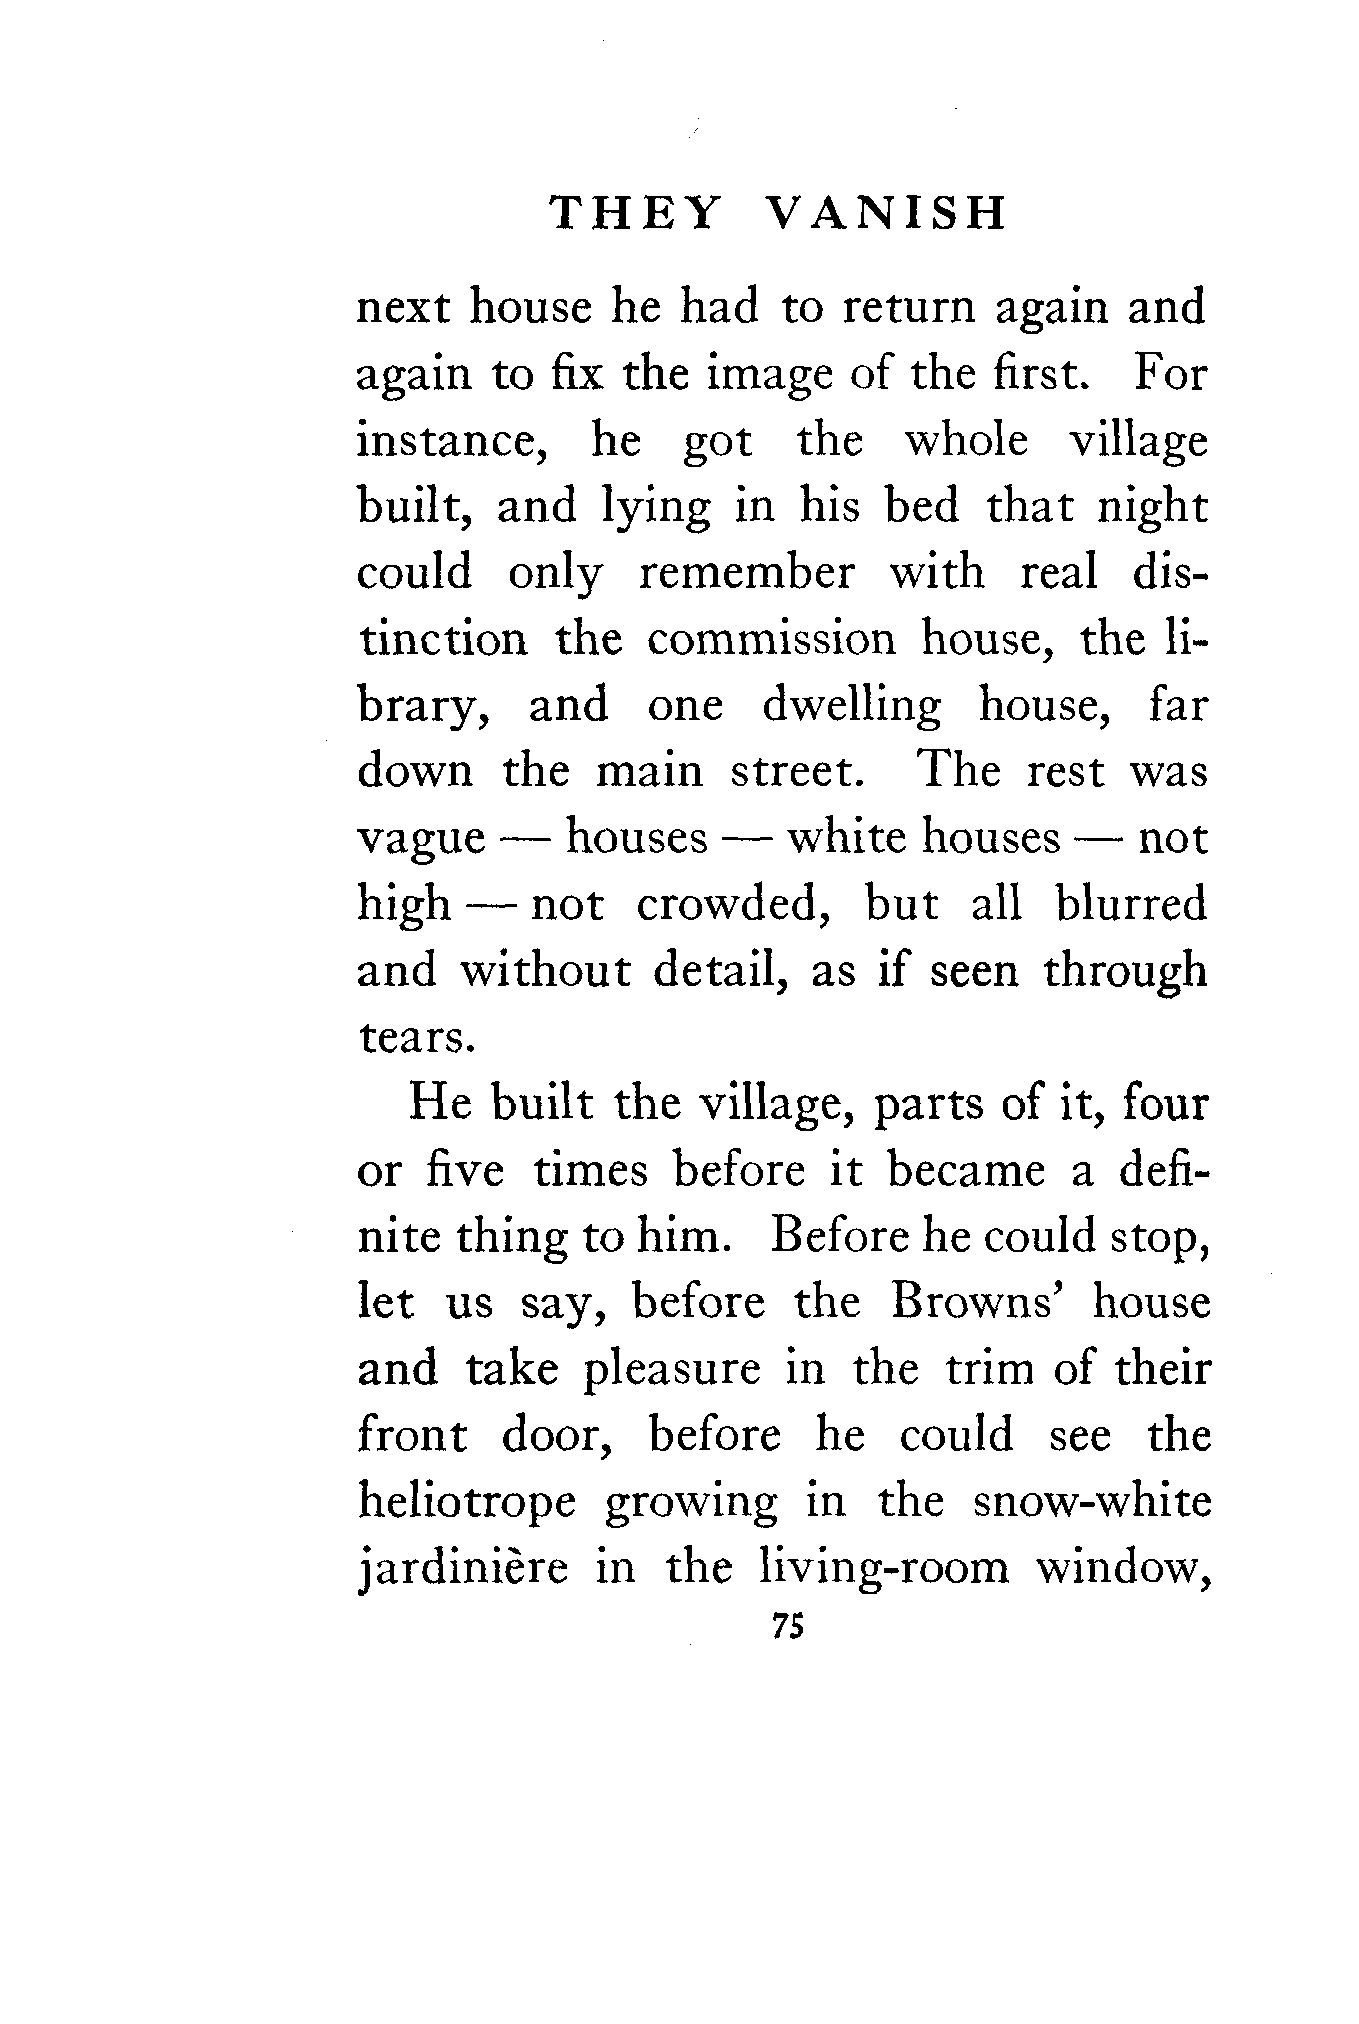 THEY VANISH
next house he had to return again and
again to fix the image of the first. For
instance, he got the whole village
built, and lying in his bed that night
could only remember with real dis-
tinction the commission house, the li-
brary, and one dwelling house, far
down the main street. The rest was
vague — houses — white houses — not
high — not crowded, but all blurred
and without detail, as if seen through
tears.
He built the village, parts of it, four
or five times before it became a defi-
nite thing to him. Before he could stop,
let us say, before the Browns’ house
and take pleasure in the trim of their
front door, before he could see the
heliotrope growing in the snow-white
jardinière in the living-room window,
75